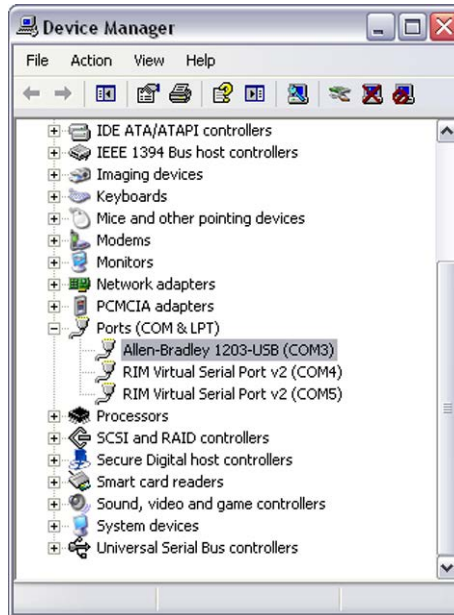 Device Manager
File Action View Help
IDE ATA/ATAPI controllers
IEEE 1394 Bus host controllers
Imaging devices
Keyboards
Mice and other pointing devices
Modems
Monitors
Network adapters
PCMCIA adapters
Ports (COM & LPT)
Allen-Bradley 1203-USB (COM3)
RIM Virtual Serial Port v2 (COM4)
RIM Virtual Serial Port v2 (COM5)
Processors
SCSI and RAID controllers
Secure Digital host controllers
Smart card readers
Sound, video and game controllers
System devices
Universal Serial Bus controllers